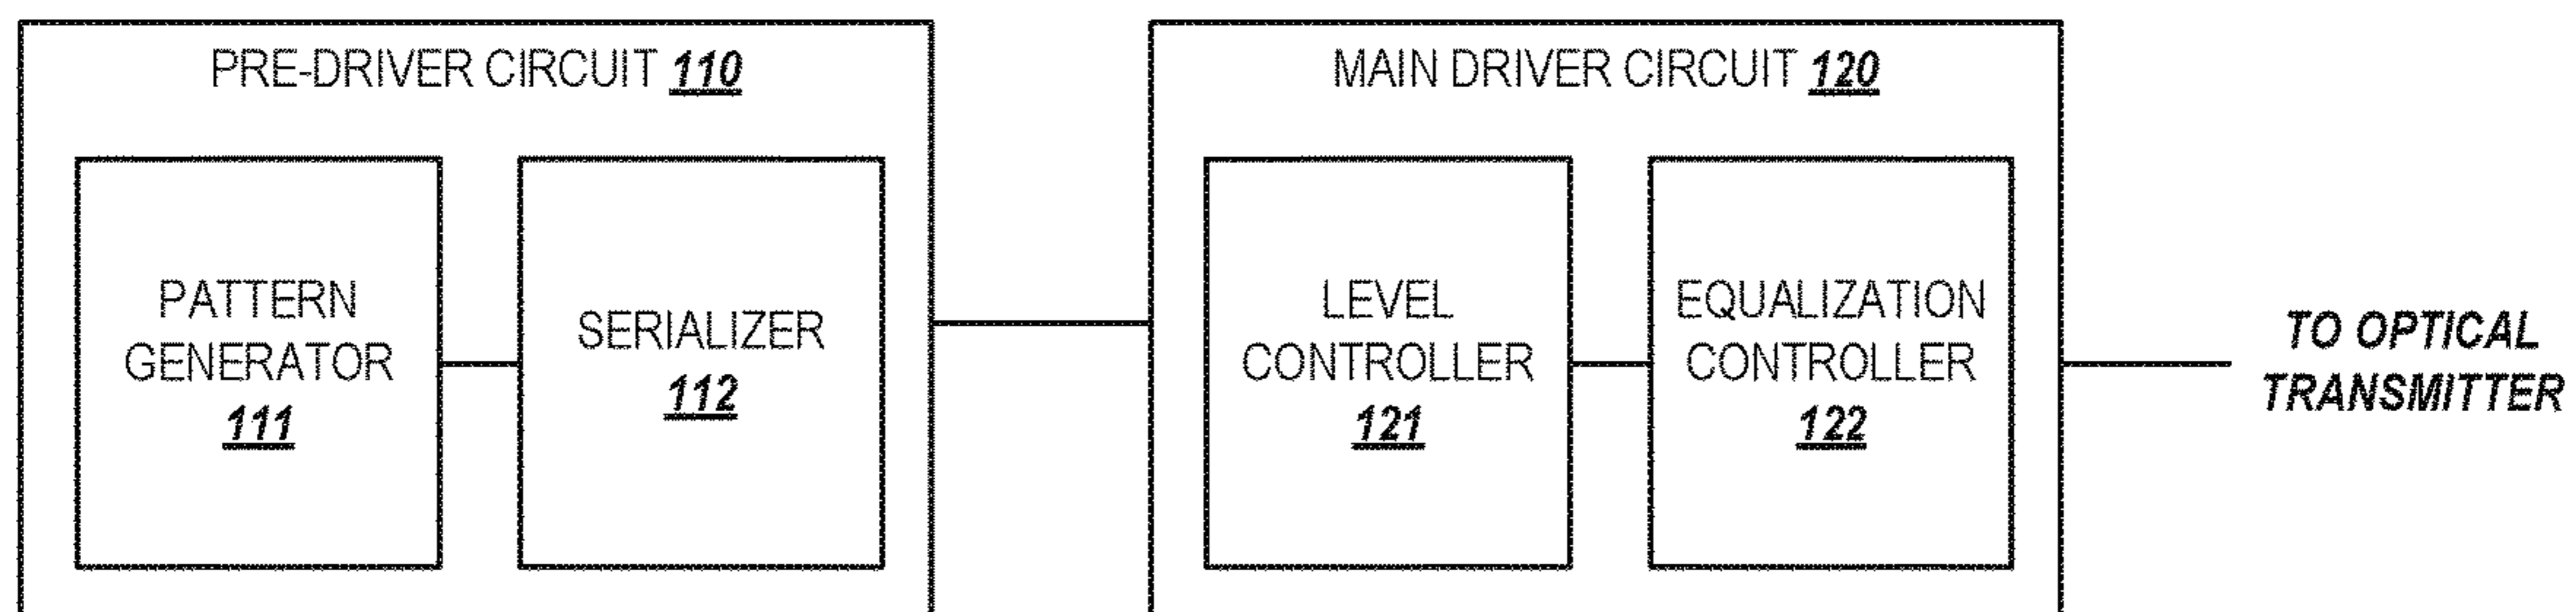 PRE-DRIVER CIRCUIT 110
MAIN DRIVER CIRCUIT 120
PATTERN
GENERATOR
111
SERIALIZER
112
LEVEL
CONTROLLER
121
EQUALIZATION
CONTROLLER
122
TO OPTICAL
TRANSMITTER